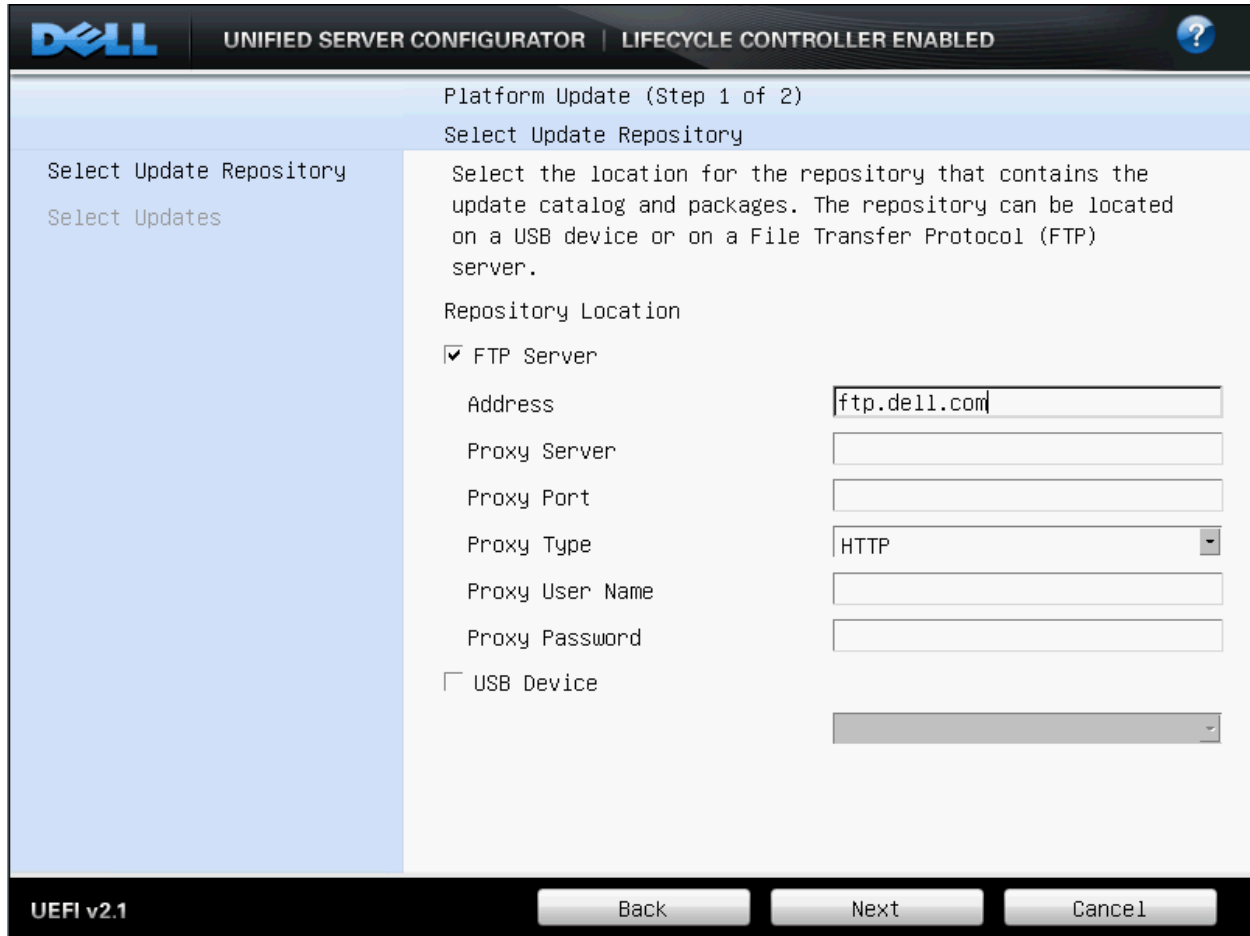 DELL
UNIFIED SERVER CONFIGURATOR | LIFECYCLE CONTROLLER ENABLED
?
Platform Update (Step 1 of 2)
Select Update Repository
Select Update Repository
Select Updates
Select the location for the repository that contains the
update catalog and packages. The repository can be located
on a USB device or on a File Transfer Protocol (FTP)
server.
Repository Location
FTP Server
Address ftp.dell.com
Proxy Server
Proxy Port
Proxy Type HTTP
Proxy User Name
Proxy Password
USB Device
UEFI v2.1 Back Next Cancel